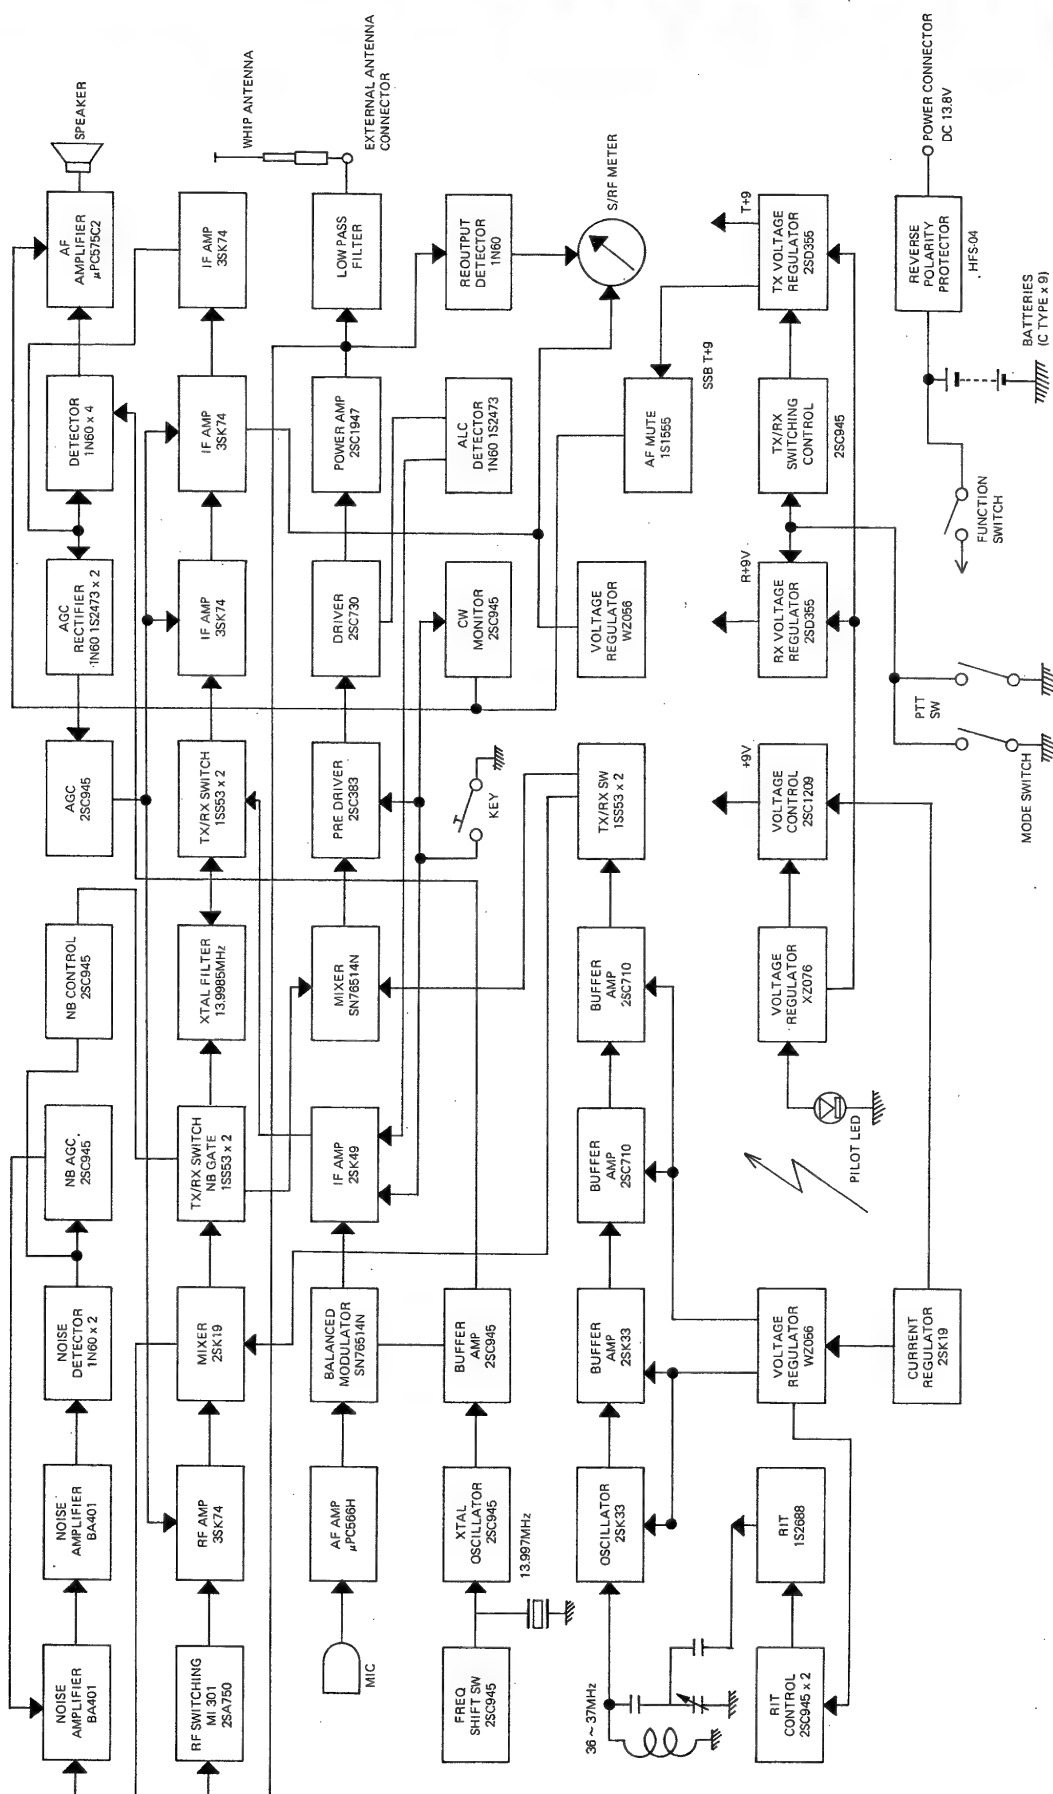 NOISE
AMPLIFIER
BA401
NOISE
AMPLIFIER
BA401
NOISE
DETECTOR
1N60 x 2
NB AGC
2SC945
NB CONTROL
2SC945
AGC
2SC945
AGC
RECTIFIER
1N60 1S2473 x 2
DETECTOR
1N60 x 4
AF
AMPLIFIER
µPC575C2
SPEAKER
RF SWITCHING
MI 301
2SA750
RF AMP
3SK74
MIXER
2SK19
TX/RX SWITCH
NB GATE
1SS53 x 2
XTAL FILTER
13.9985MHz
TX/RX SWITCH
1SS53 x 2
IF AMP
3SK74
IF AMP
3SK74
IF AMP
3SK74
WHIP ANTENNA
MIC
AF AMP
µPC566H
BALANCED
MODULATOR
SN76514N
IF AMP
2SK49
MIXER
SN76514N
PRE DRIVER
2SC383
DRIVER
2SC730
POWER AMP
2SC1947
LOW PASS
FILTER
EXTERNAL ANTENNA
CONNECTOR
FREQ
SHIFT SW
2SC945
XTAL
OSCILLATOR
2SC945
13.997MHz
BUFFER
AMP
2SC945
KEY
CW
MONITOR
2SC945
ALC
DETECTOR
1N60 1S2473
REOUTPUT
DETECTOR
1N60
36 ~ 37MHz
OSCILLATOR
2SK33
BUFFER
AMP
2SK33
BUFFER
AMP
2SC710
BUFFER
AMP
2SC710
TX/RX SW
1SS53 x 2
VOLTAGE
REGULATOR
WZ056
AF MUTE
1S1555
SSB T+9
S/RF METER
RIT
CONTROL
2SC945 x 2
RIT
1S2688
VOLTAGE
REGULATOR
WZ056
PILOT LED
VOLTAGE
REGULATOR
XZ076
+9V
VOLTAGE
CONTROL
2SC1209
R+9V
RX VOLTAGE
REGULATOR
2SD355
TX/RX
SWITCHING
CONTROL
2SC945
T+9
TX VOLTAGE
REGULATOR
2SD355
CURRENT
REGULATOR
2SK19
MODE SWITCH
PTT
SW
FUNCTION
SWITCH
BATTERIES
(C TYPE x 9)
REVERSE
POLARITY
PROTECTOR
HFS-04
POWER CONNECTOR
DC 13.8V